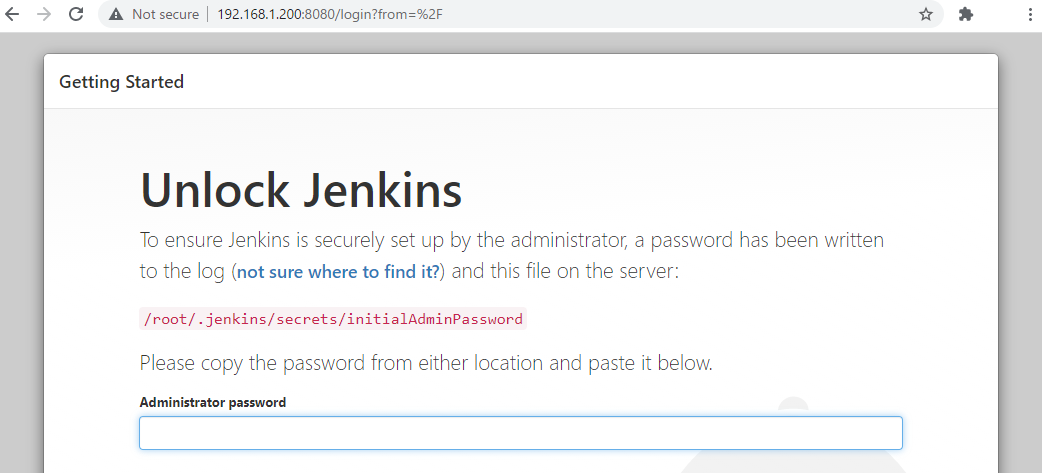 Not secure 192.168.1.200:8080/login?from=%2F
Getting Started
Unlock Jenkins
To ensure Jenkins is securely set up by the administrator, a password has been written
to the log (not sure where to find it?) and this file on the server:
/root/.jenkins/secrets/initialAdminPassword
Please copy the password from either location and paste it below.
Administrator password